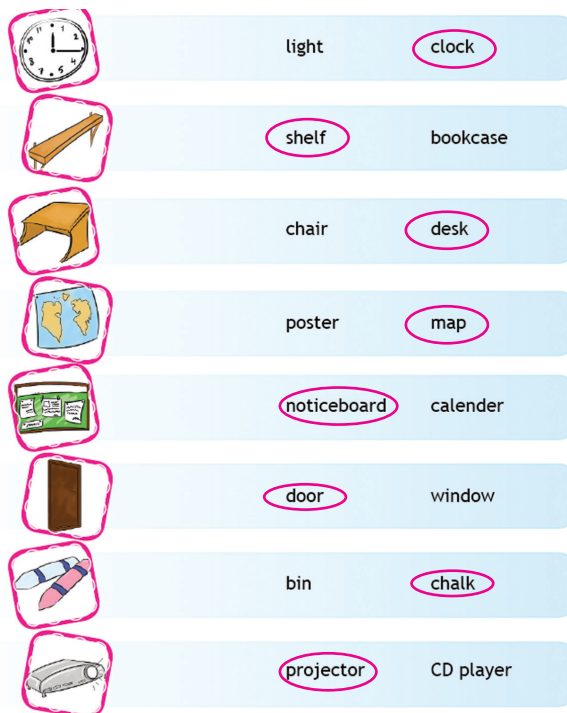 light clock
shelf bookcase
chair desk
poster map
noticeboard calender
door window
bin chalk
projector CD player